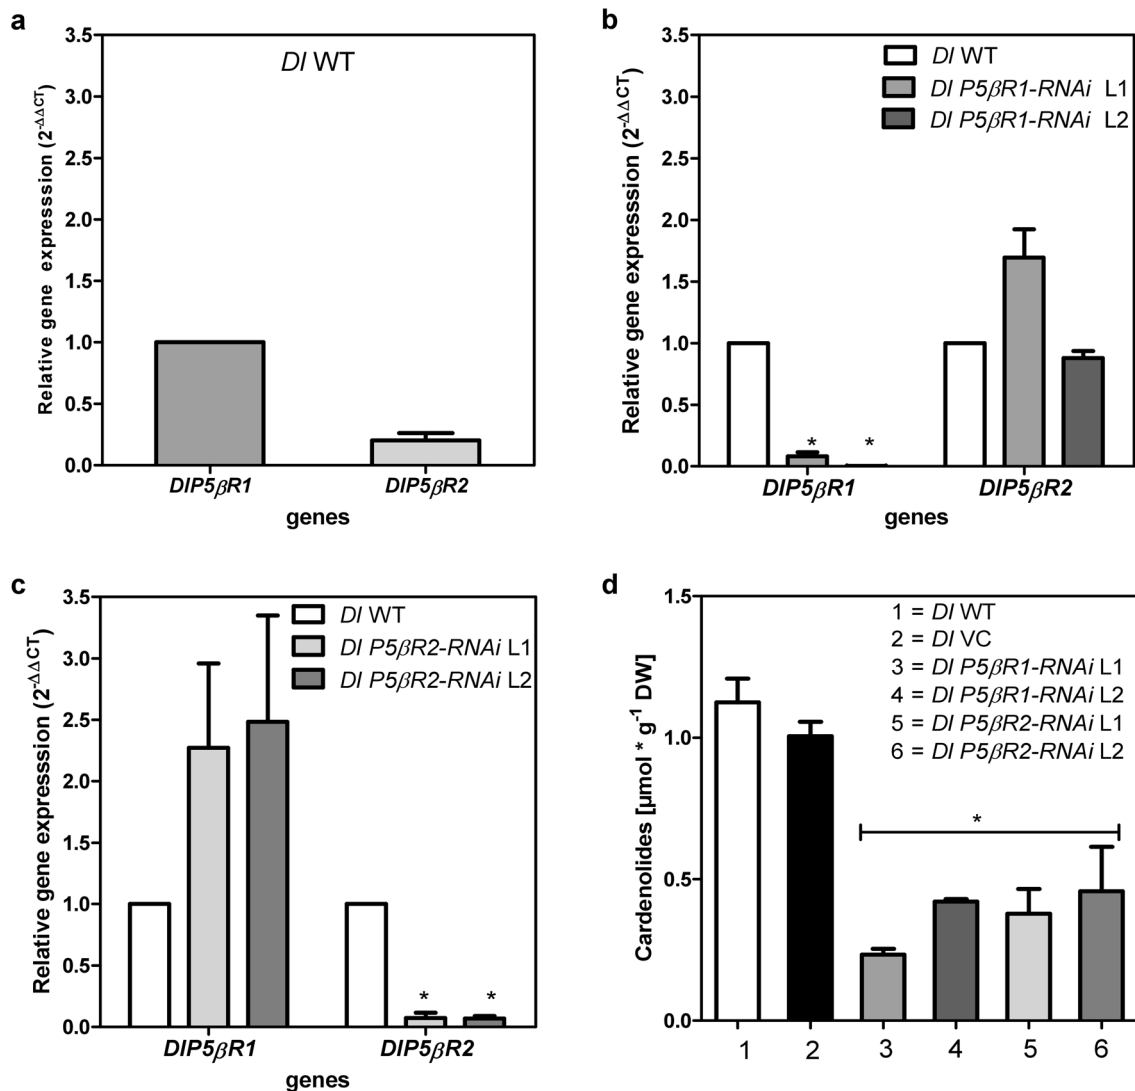 a
Dl WT
Relative gene expresssion (2-ΔΔCT)
3.5
3.0
2.5
2.0
1.5
1.0
0.5
0.0
DlP5βR1
DlP5βR2
genes
b
Dl WT
Dl P5βR1-RNAi L1
Dl P5βR1-RNAi L2
Relative gene expresssion (2-ΔΔCT)
3.5
3.0
2.5
2.0
1.5
1.0
0.5
0.0
*
*
DlP5βR1
DlP5βR2
genes
c
Dl WT
Dl P5βR2-RNAi L1
Dl P5βR2-RNAi L2
Relative gene expresssion (2-ΔΔCT)
3.5
3.0
2.5
2.0
1.5
1.0
0.5
0.0
*
*
DlP5βR1
DlP5βR2
genes
d
1 = Dl WT
2 = Dl VC
3 = Dl P5βR1-RNAi L1
4 = Dl P5βR1-RNAi L2
5 = Dl P5βR2-RNAi L1
6 = Dl P5βR2-RNAi L2
Cardenolides [µmol * g-1 DW]
1.5
1.0
0.5
0.0
*
1
2
3
4
5
6